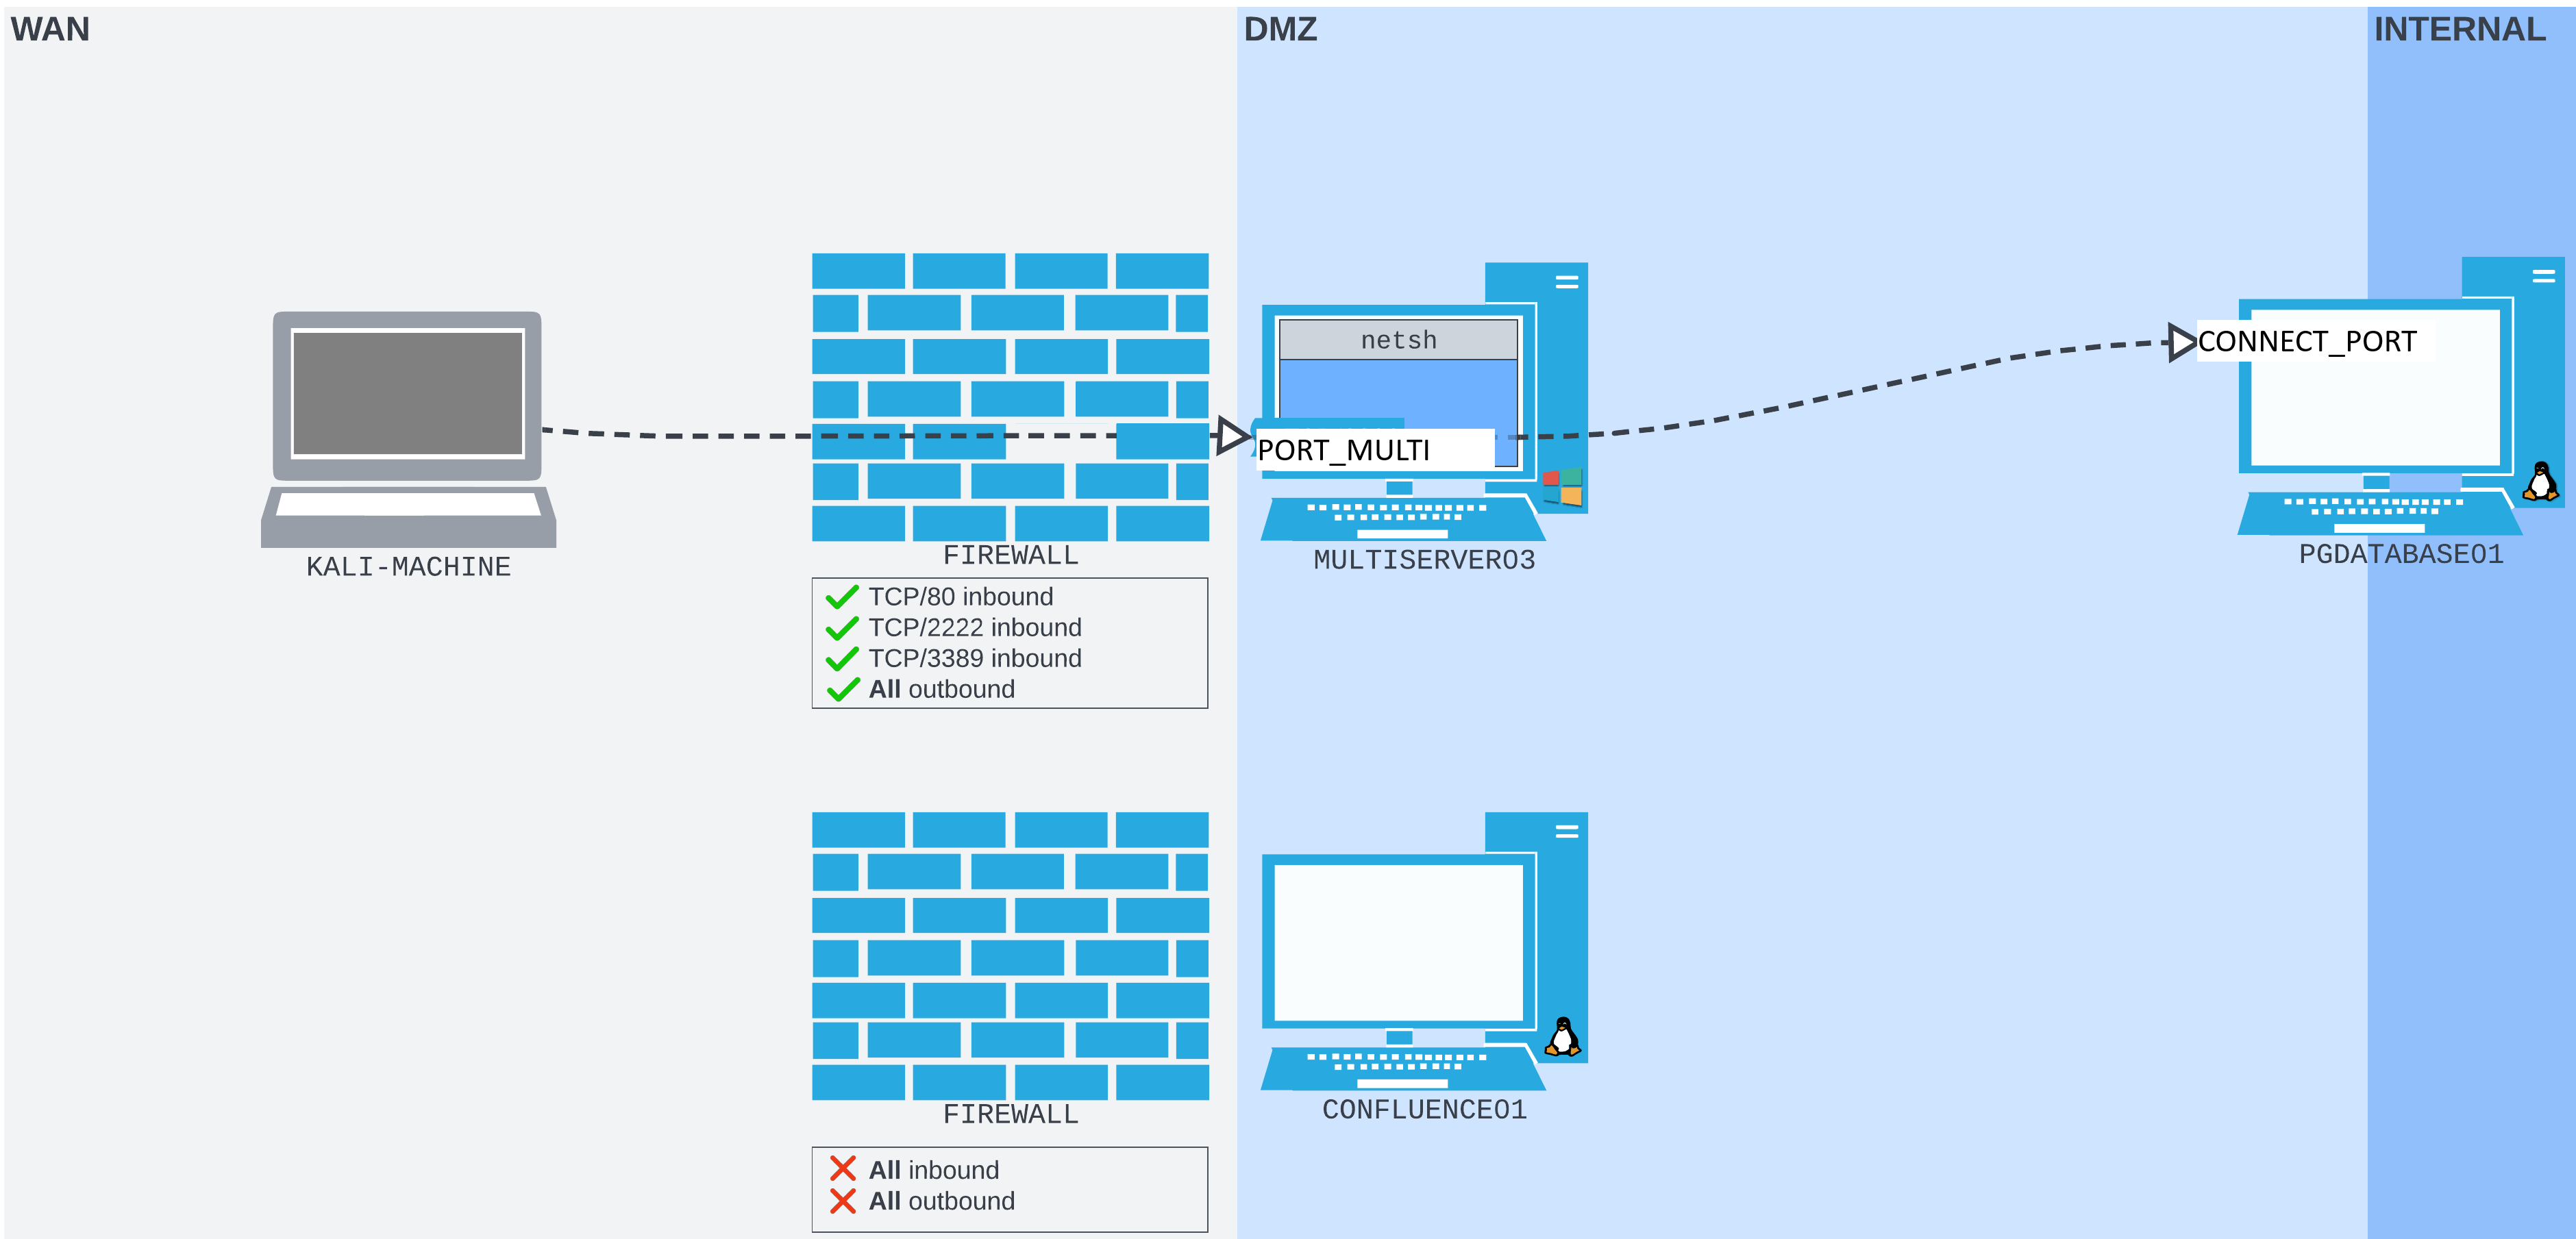 WAN
DMZ
INTERNAL
netsh
CONNECT_PORT
PORT_MULTI
KALI-MACHINE
FIREWALL
MULTISERVER03
PGDATABASE01
TCP/80 inbound
TCP/2222 inbound
TCP/3389 inbound
All outbound
FIREWALL
CONFLUENCE01
All inbound
All outbound